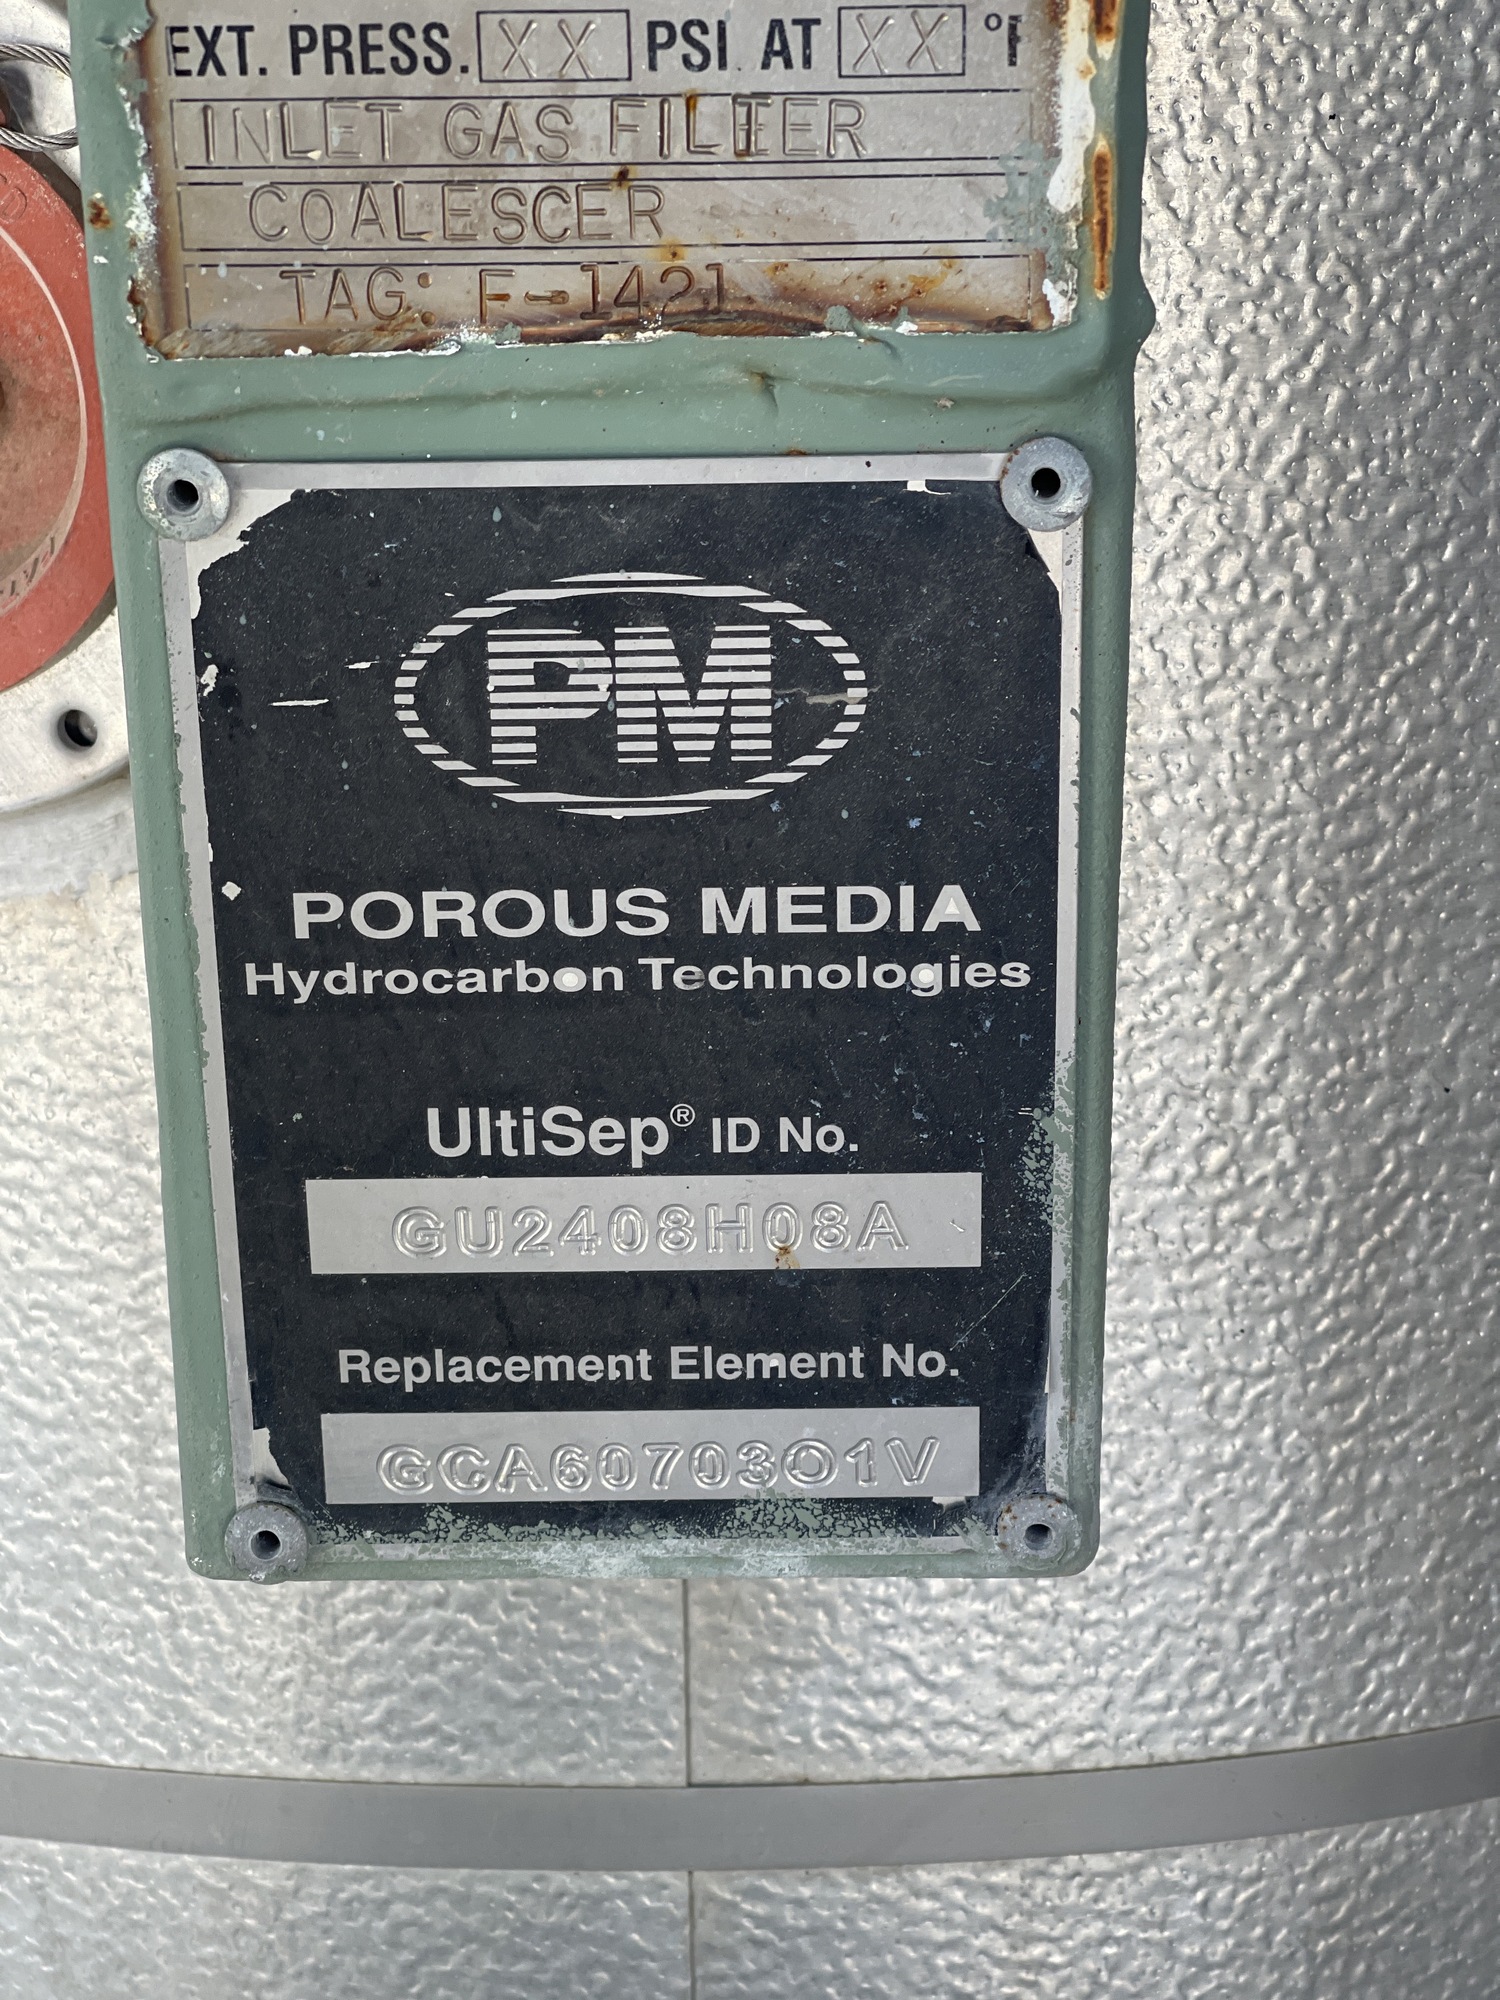 EXT. PRESS. XX PSI AT XX °F
INLET GAS FILTER
COALESCER
TAG: F-1421
PM
POROUS MEDIA
Hydrocarbon Technologies
UltiSep® ID No.
GU2408H08A
Replacement Element No.
GCA60703O1V